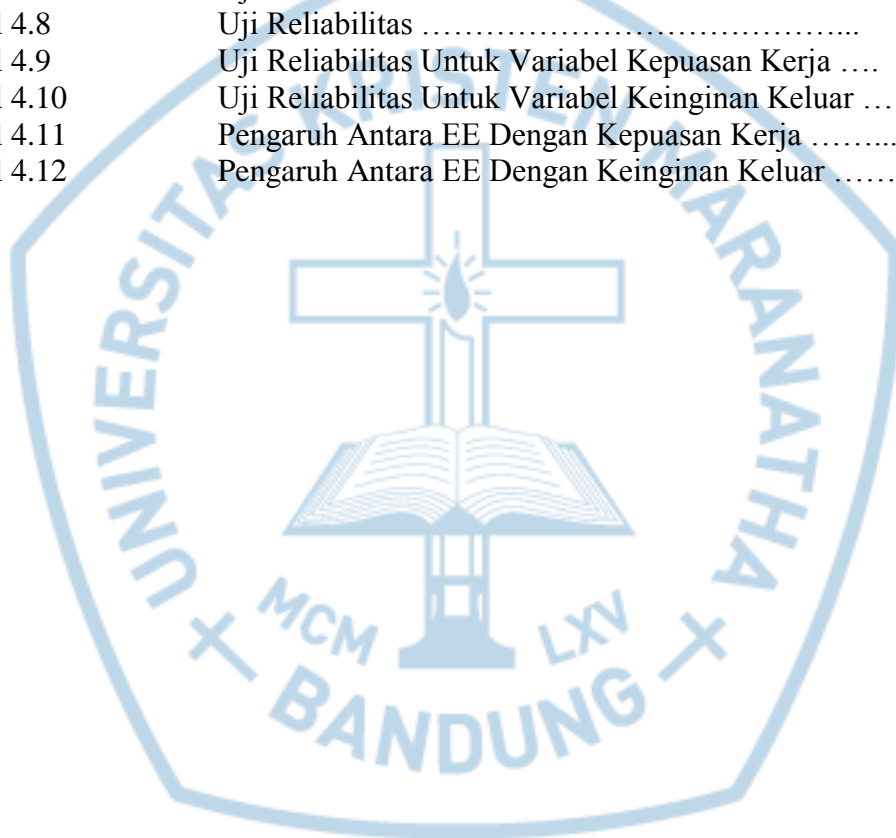 l 4.8 Uji Reliabilitas …………………………………...
l 4.9 Uji Reliabilitas Untuk Variabel Kepuasan Kerja ….
l 4.10 Uji Reliabilitas Untuk Variabel Keinginan Keluar …
l 4.11 Pengaruh Antara EE Dengan Kepuasan Kerja ……...
l 4.12 Pengaruh Antara EE Dengan Keinginan Keluar ……
UNIVERSITAS KRISTEN MARANATHA
MCM LXV
BANDUNG